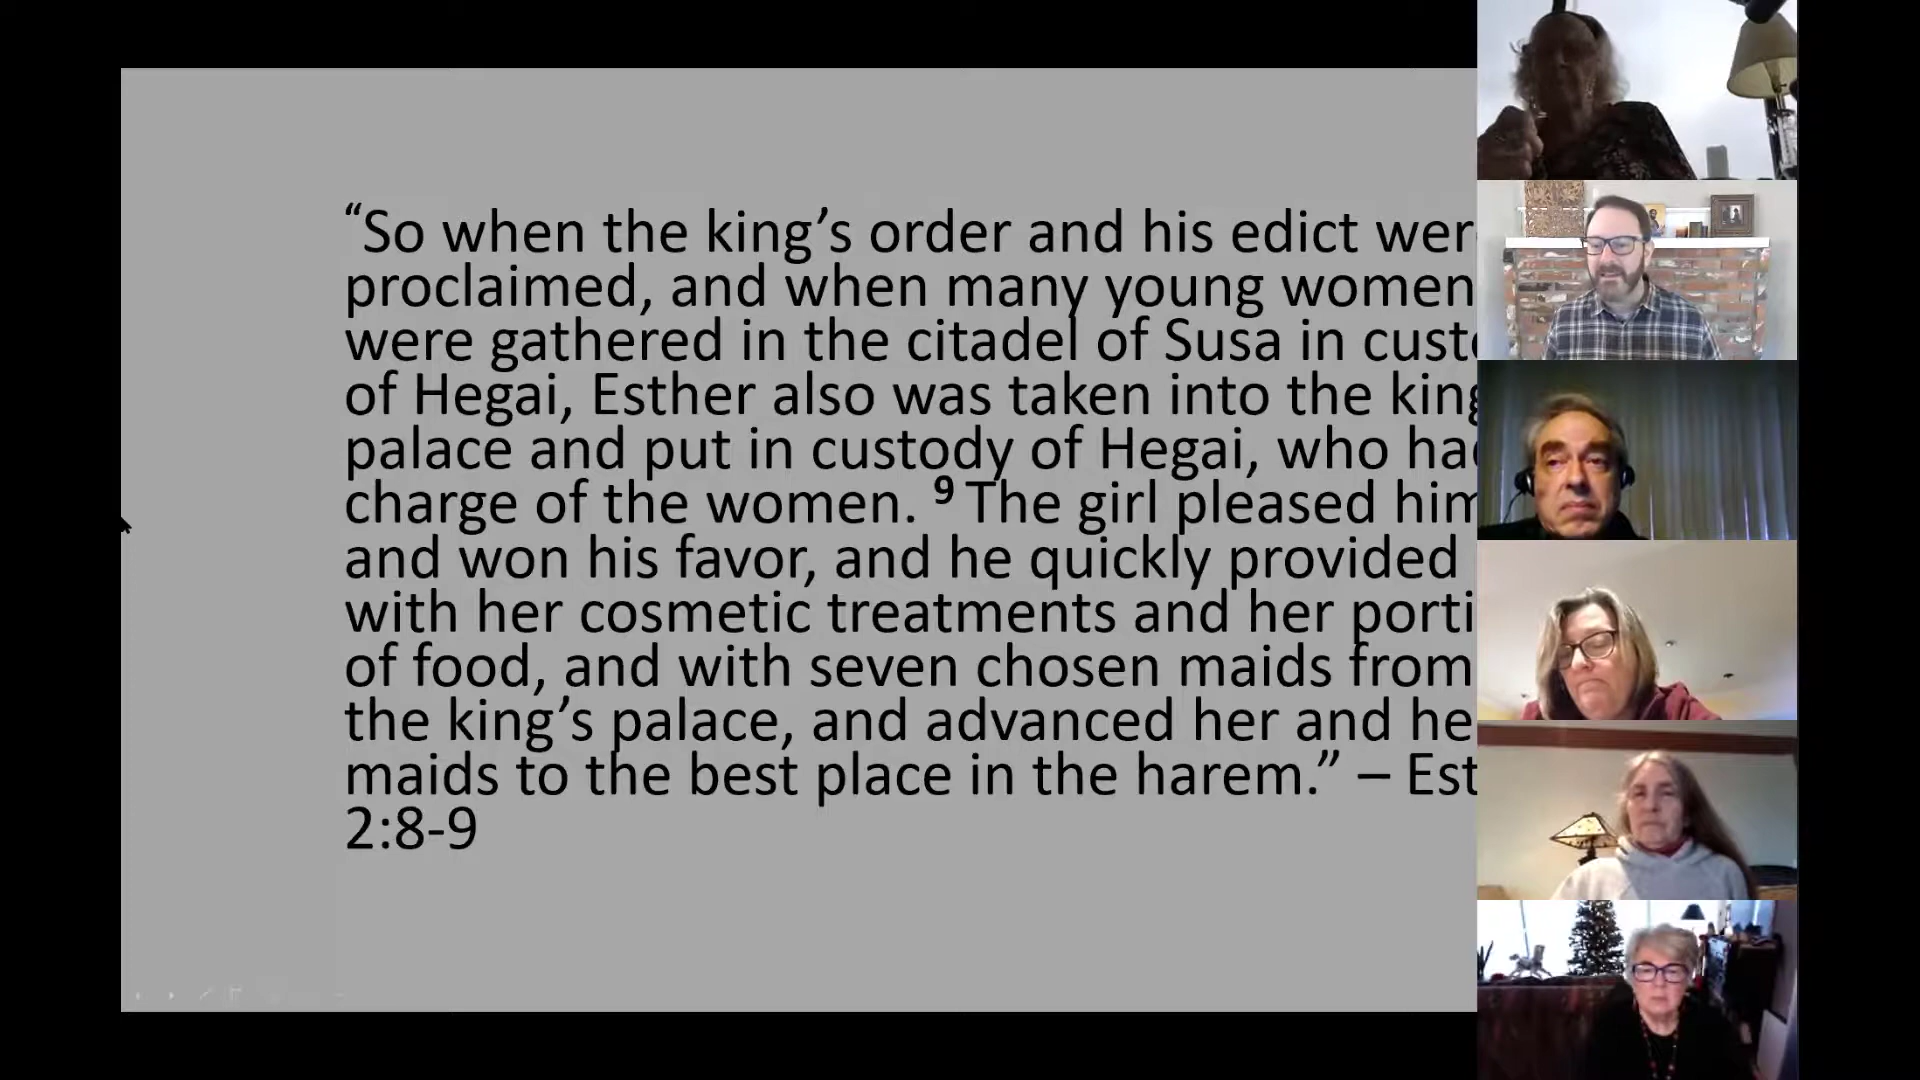 “So when the king’s order and his edict wer
proclaimed, and when many young women
were gathered in the citadel of Susa in cust
of Hegai, Esther also was taken into the king
palace and put in custody of Hegai, who had
charge of the women. 9 The girl pleased him
and won his favor, and he quickly provided
with her cosmetic treatments and her porti
of food, and with seven chosen maids from
the king’s palace, and advanced her and he
maids to the best place in the harem.” – Est
2:8-9